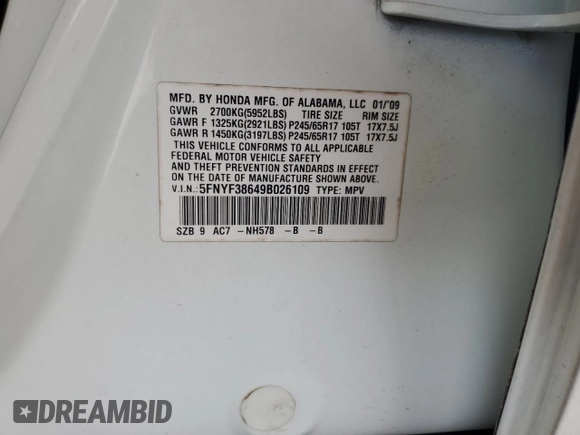 MFD. BY HONDA MFG. OF ALABAMA, LLC 01/'09
GVWR 2700KG(5952LBS) TIRE SIZE RIM SIZE
GAWR F 1325KG(2921LBS)P245/65R17 105T 17X7.5J
GAWR R 1450KG(3197LBS)P245/65R17 105T 17X7.5J
THIS VEHICLE CONFORMS TO ALL APPLICABLE
FEDERAL MOTOR VEHICLE SAFETY
AND THEFT PREVENTION STANDARDS IN EFFECT
ON THE DATE OF MANUFACTURE SHOWN ABOVE.
V.I.N.:5FNYF38649B026109 TYPE: MPV
SZB 9 AC7 -NH578 -B -B
DREAMBID